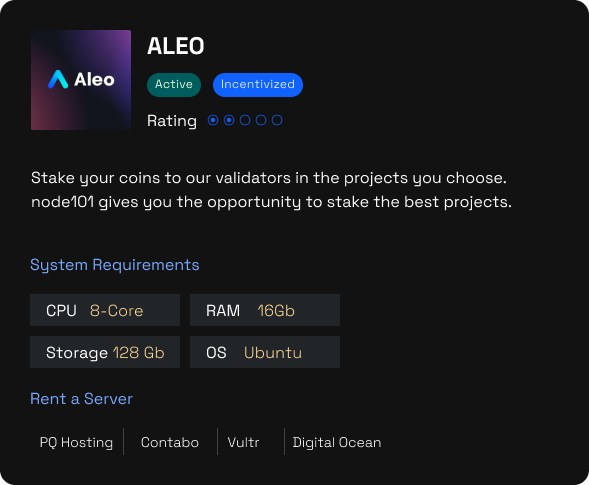 Aleo
ALEO
Active Incentivized
Rating
Stake your coins to our validators in the projects you choose.
node101 gives you the opportunity to stake the best projects.
System Requirements
CPU 8-Core RAM 16Gb
Storage 128 Gb OS Ubuntu
Rent a Server
PQ Hosting Contabo Vultr Digital Ocean